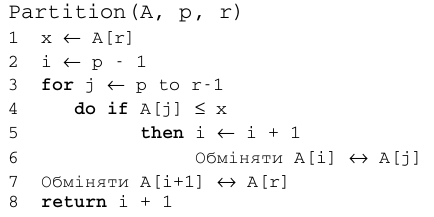 Partition(A, p, r)
1 x ← A[r]
2 i ← p - 1
3 for j ← p to r-1
4 do if A[j] ≤ x
5 then i ← i + 1
6 Обміняти A[i] ↔ A[j]
7 Обміняти A[i+1] ↔ A[r]
8 return i + 1